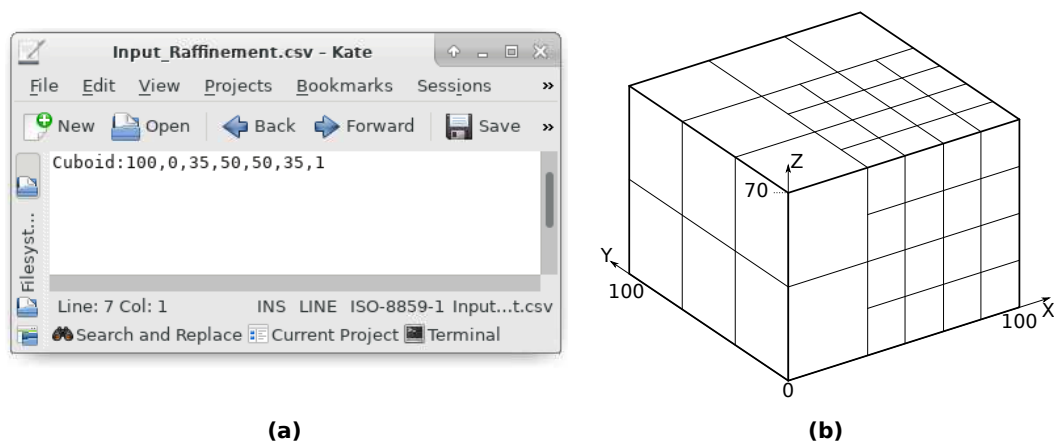 Input_Raffinement.csv – Kate
File Edit View Projects Bookmarks Sessions »
New Open Back Forward Save »
Cuboid:100,0,35,50,50,35,1
Filesyst...
Line: 7 Col: 1 INS LINE ISO-8859-1 Input...t.csv
Search and Replace Current Project Terminal
(a)
Z
70
Y
100
100 X
0
(b)